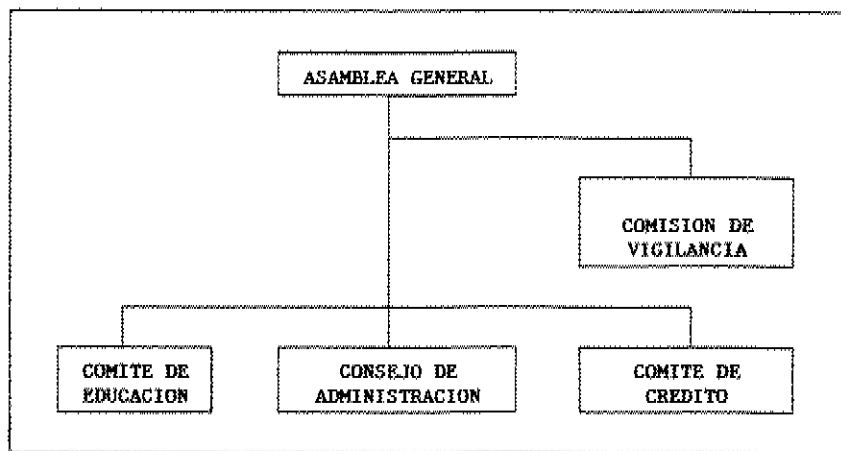 ASAMBLEA GENERAL
COMISION DE
VIGILANCIA
COMITE DE
EDUCACION
CONSEJO DE
ADMINISTRACION
COMITE DE
CREDITO